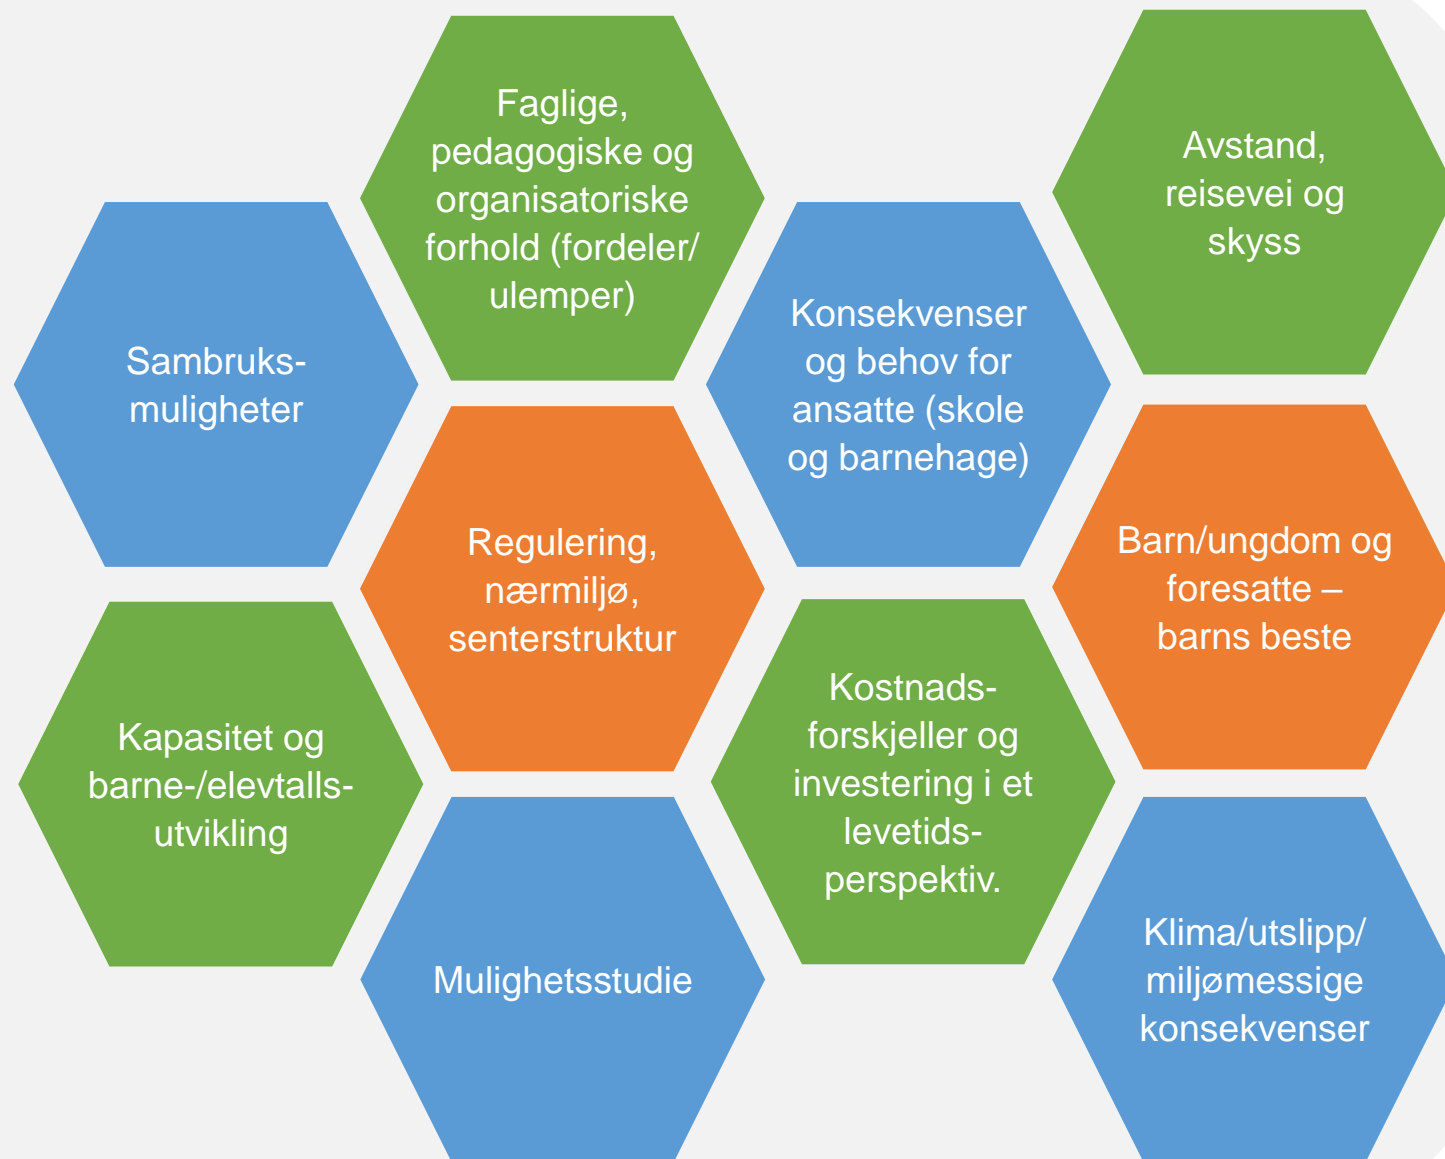 Faglige,
pedagogiske og
organisatoriske
forhold (fordeler/
ulemper)
Avstand,
reisevei og
skyss
Sambruks-
muligheter
Konsekvenser
og behov for
ansatte (skole
og barnehage)
Regulering,
nærmiljø,
senterstruktur
Barn/ungdom og
foresatte –
barns beste
Kapasitet og
barne-/elevtalls-
utvikling
Kostnads-
forskjeller og
investering i et
levetids-
perspektiv.
Mulighetsstudie
Klima/utslipp/
miljømessige
konsekvenser